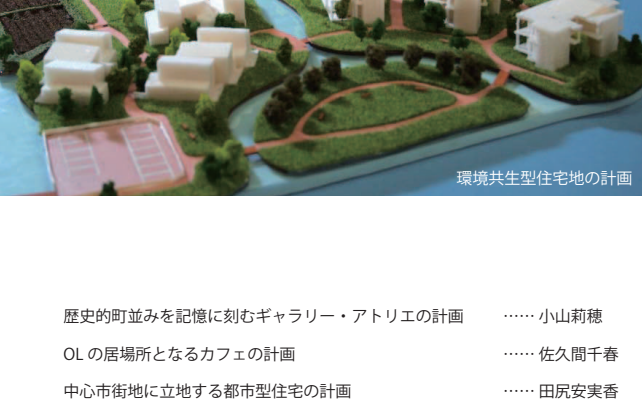 環境共生型住宅地の計画
歴史的町並みを記憶に刻むギャラリー・アトリエの計画 …… 小山莉穂
OL の居場所となるカフェの計画 …… 佐久間千春
中心市街地に立地する都市型住宅の計画 …… 田尻安実香